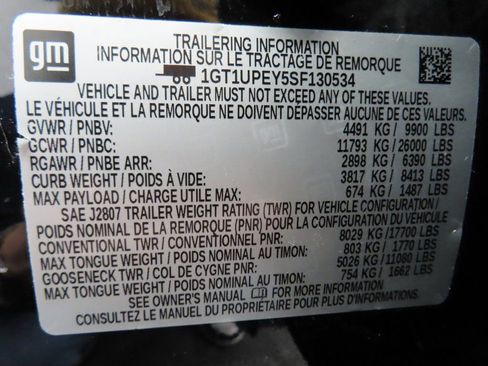 gm
TRAILERING INFORMATION
INFORMATION SUR LE TRACTAGE DE REMORQUE
1GT1UPEY5SF130534
VEHICLE AND TRAILER MUST NOT EXCEED ANY OF THESE VALUES
LE VÉHICULE ET LA REMORQUE NE DOIVENT DÉPASSER AUCUNE DE CES VALEURS
GVWR / PNBV: 4491 KG / 9900 LBS
GCWR / PNBC: 11793 KG / 26000 LBS
RGAWR / PNBE ARR: 2898 KG / 6390 LBS
CURB WEIGHT / POIDS À VIDE: 3817 KG / 8413 LBS
MAX PAYLOAD / CHARGE UTILE MAX: 674 KG / 1487 LBS
SAE J2807 TRAILER WEIGHT RATING (TWR) FOR VEHICLE CONFIGURATION /
POIDS NOMINAL DE LA REMORQUE (PNR) POUR LA CONFIGURATION DU VÉHICULE:
CONVENTIONAL TWR / CONVENTIONNEL PNR: 8029 KG /17700 LBS
MAX TONGUE WEIGHT / POIDS NOMINAL AU TIMON: 803 KG / 1770 LBS
GOOSENECK TWR / COL DE CYGNE PNR: 5026 KG /11080 LBS
MAX TONGUE WEIGHT / POIDS NOMINAL AU TIMON: 754 KG / 1662 LBS
SEE OWNER'S MANUAL FOR MORE INFORMATION
CONSULTEZ LE MANUEL DU PROPRIÉTAIRE POUR PLUS D'INFORMATIONS.